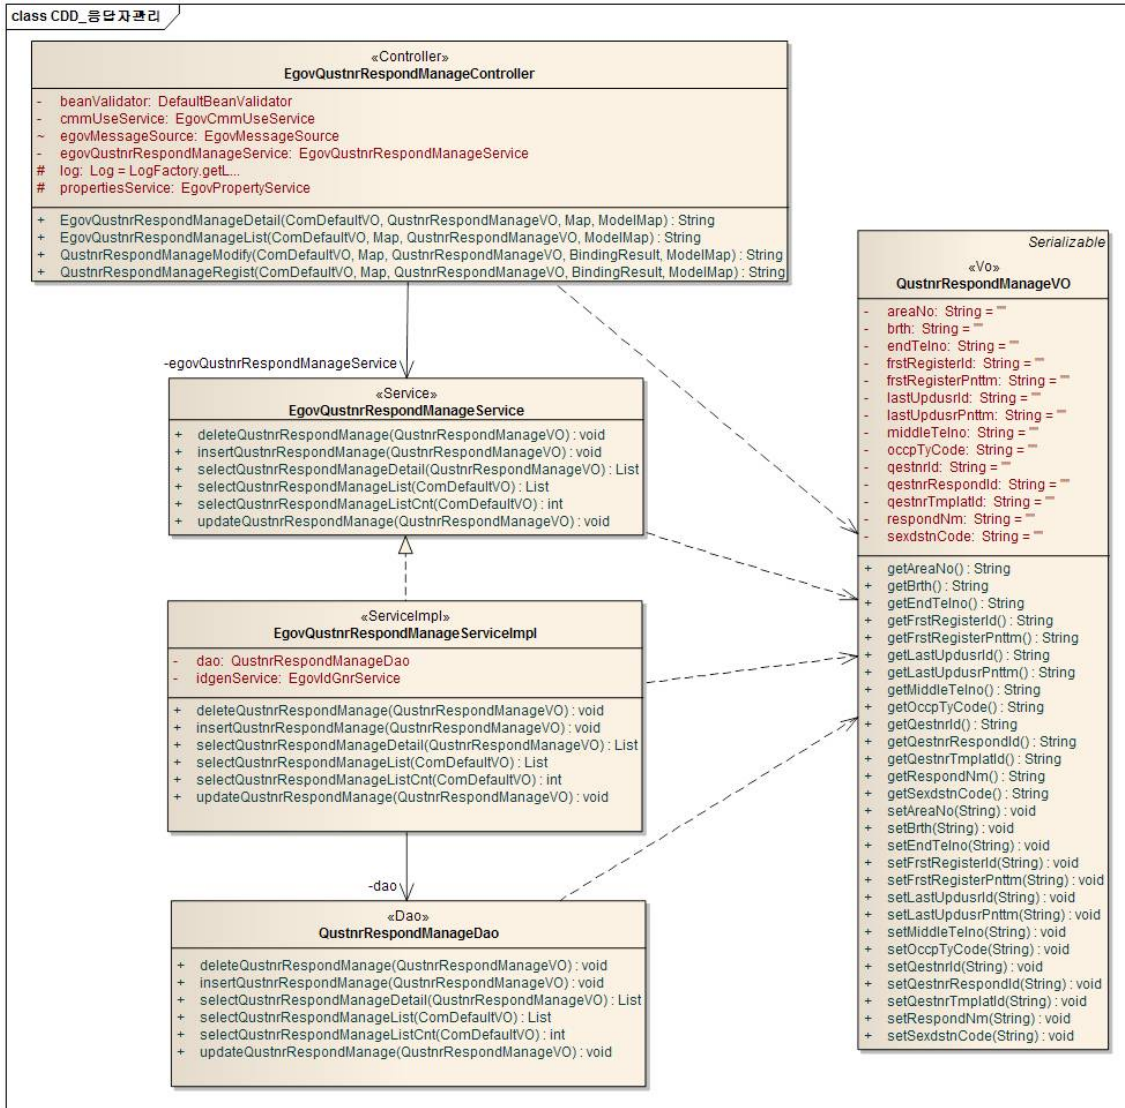 class CDD_응답자관리
«Controller»
EgovQustnrRespondManageController
- beanValidator: DefaultBeanValidator
- cmmUseService: EgovCmmUseService
~ egovMessageSource: EgovMessageSource
- egovQustnrRespondManageService: EgovQustnrRespondManageService
# log: Log = LogFactory.getL...
# propertiesService: EgovPropertyService
+ EgovQustnrRespondManageDetail(ComDefaultVO, QustnrRespondManageVO, Map, ModelMap) : String
+ EgovQustnrRespondManageList(ComDefaultVO, Map, QustnrRespondManageVO, ModelMap) : String
+ QustnrRespondManageModify(ComDefaultVO, Map, QustnrRespondManageVO, BindingResult, ModelMap) : String
+ QustnrRespondManageRegist(ComDefaultVO, Map, QustnrRespondManageVO, BindingResult, ModelMap) : String
-egovQustnrRespondManageService
«Service»
EgovQustnrRespondManageService
+ deleteQustnrRespondManage(QustnrRespondManageVO) : void
+ insertQustnrRespondManage(QustnrRespondManageVO) : void
+ selectQustnrRespondManageDetail(QustnrRespondManageVO) : List
+ selectQustnrRespondManageList(ComDefaultVO) : List
+ selectQustnrRespondManageListCnt(ComDefaultVO) : int
+ updateQustnrRespondManage(QustnrRespondManageVO) : void
«ServiceImpl»
EgovQustnrRespondManageServiceImpl
- dao: QustnrRespondManageDao
- idgenService: EgovIdGnrService
+ deleteQustnrRespondManage(QustnrRespondManageVO) : void
+ insertQustnrRespondManage(QustnrRespondManageVO) : void
+ selectQustnrRespondManageDetail(QustnrRespondManageVO) : List
+ selectQustnrRespondManageList(ComDefaultVO) : List
+ selectQustnrRespondManageListCnt(ComDefaultVO) : int
+ updateQustnrRespondManage(QustnrRespondManageVO) : void
-dao
«Dao»
QustnrRespondManageDao
+ deleteQustnrRespondManage(QustnrRespondManageVO) : void
+ insertQustnrRespondManage(QustnrRespondManageVO) : void
+ selectQustnrRespondManageDetail(QustnrRespondManageVO) : List
+ selectQustnrRespondManageList(ComDefaultVO) : List
+ selectQustnrRespondManageListCnt(ComDefaultVO) : int
+ updateQustnrRespondManage(QustnrRespondManageVO) : void
Serializable
«Vo»
QustnrRespondManageVO
- areaNo: String = ""
- brth: String = ""
- endTelno: String = ""
- frstRegisterId: String = ""
- frstRegisterPnttm: String = ""
- lastUpdusrId: String = ""
- lastUpdusrPnttm: String = ""
- middleTelno: String = ""
- occpTyCode: String = ""
- qestnrId: String = ""
- qestnrRespondId: String = ""
- qestnrTmplatId: String = ""
- respondNm: String = ""
- sexdstnCode: String = ""
+ getAreaNo() : String
+ getBrth() : String
+ getEndTelno() : String
+ getFrstRegisterId() : String
+ getFrstRegisterPnttm() : String
+ getLastUpdusrId() : String
+ getLastUpdusrPnttm() : String
+ getMiddleTelno() : String
+ getOccpTyCode() : String
+ getQestnrId() : String
+ getQestnrRespondId() : String
+ getQestnrTmplatId() : String
+ getRespondNm() : String
+ getSexdstnCode() : String
+ setAreaNo(String) : void
+ setBrth(String) : void
+ setEndTelno(String) : void
+ setFrstRegisterId(String) : void
+ setFrstRegisterPnttm(String) : void
+ setLastUpdusrId(String) : void
+ setLastUpdusrPnttm(String) : void
+ setMiddleTelno(String) : void
+ setOccpTyCode(String) : void
+ setQestnrId(String) : void
+ setQestnrRespondId(String) : void
+ setQestnrTmplatId(String) : void
+ setRespondNm(String) : void
+ setSexdstnCode(String) : void